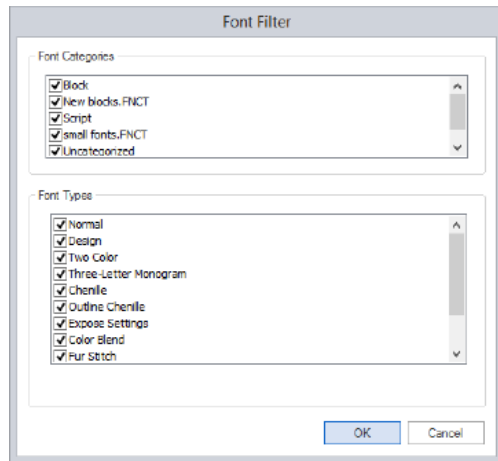 Font Filter
Font Categories
Block
New blocks.FNCT
Script
small fonts.FNCT
Uncategorized
Font Types
Normal
Design
Two Color
Three-Letter Monogram
Chenille
Outline Chenille
Expose Settings
Color Blend
Fur Stitch
OK Cancel